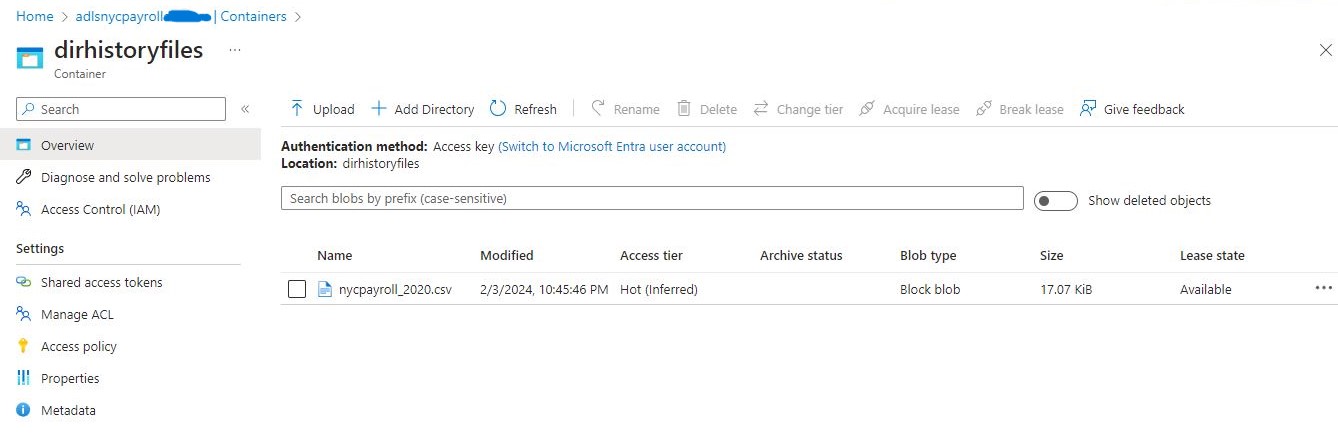 Home > adlsnycpayroll | Containers >
dirhistoryfiles ...
Container
Search «
Upload Add Directory Refresh Rename Delete Change tier Acquire lease Break lease Give feedback
Overview
Diagnose and solve problems
Access Control (IAM)
Settings
Shared access tokens
Manage ACL
Access policy
Properties
Metadata
Authentication method: Access key (Switch to Microsoft Entra user account)
Location: dirhistoryfiles
Search blobs by prefix (case-sensitive) Show deleted objects
Name Modified Access tier Archive status Blob type Size Lease state
nycpayroll_2020.csv 2/3/2024, 10:45:46 PM Hot (Inferred) Block blob 17.07 KiB Available ...